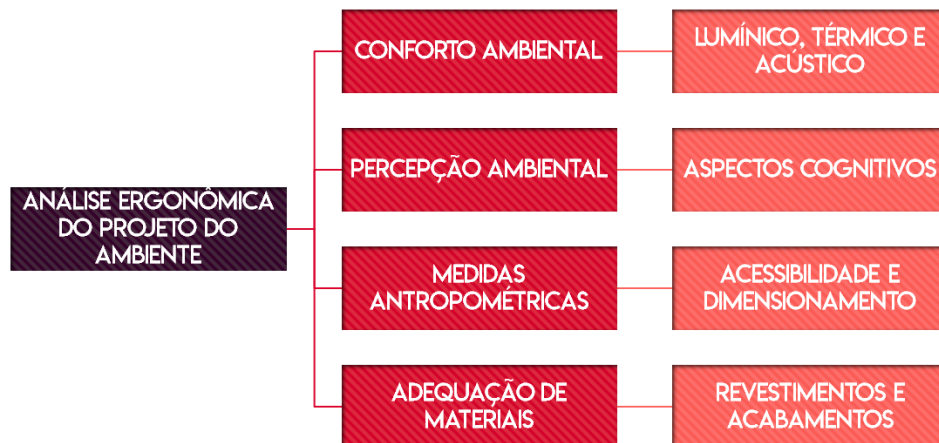 ANÁLISE ERGONÔMICA
DO PROJETO DO
AMBIENTE
CONFORTO AMBIENTAL
LUMÍNICO, TÉRMICO E
ACÚSTICO
PERCEPÇÃO AMBIENTAL
ASPECTOS COGNITIVOS
MEDIDAS
ANTROPOMÉTRICAS
ACESSIBILIDADE E
DIMENSIONAMENTO
ADEQUAÇÃO DE
MATERIAIS
REVESTIMENTOS E
ACABAMENTOS